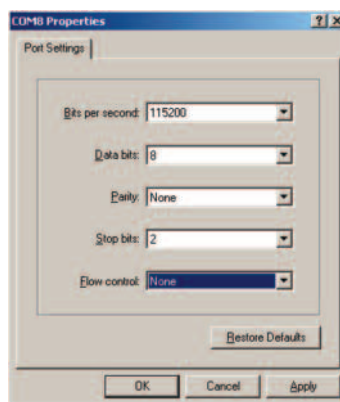 COM8 Properties
Port Settings
Bits per second: 115200
Data bits: 8
Parity: None
Stop bits: 2
Flow control: None
Restore Defaults
OK Cancel Apply